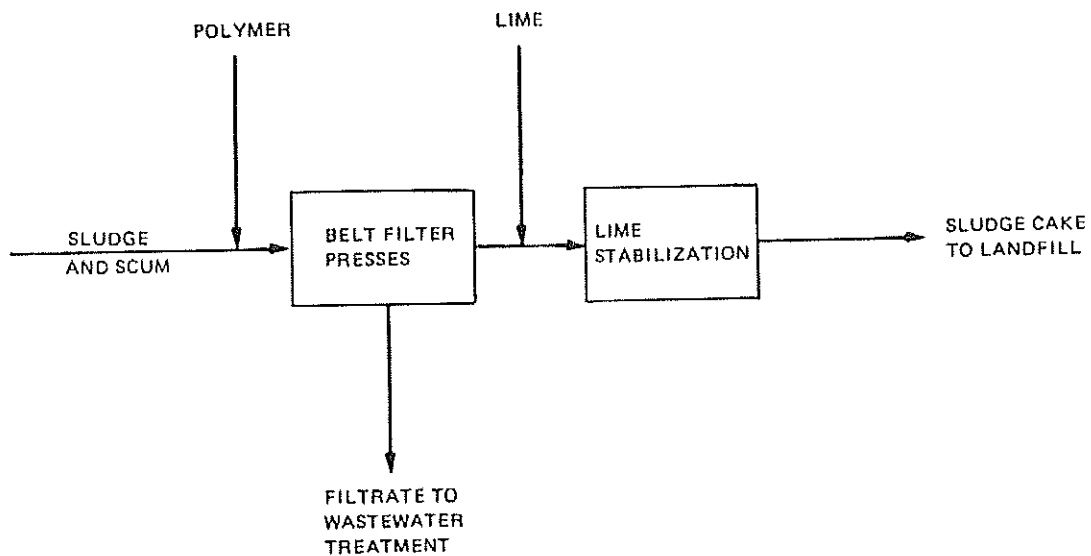 POLYMER
LIME
SLUDGE
AND SCUM
BELT FILTER
PRESSES
LIME
STABILIZATION
SLUDGE CAKE
TO LANDFILL
FILTRATE TO
WASTEWATER
TREATMENT